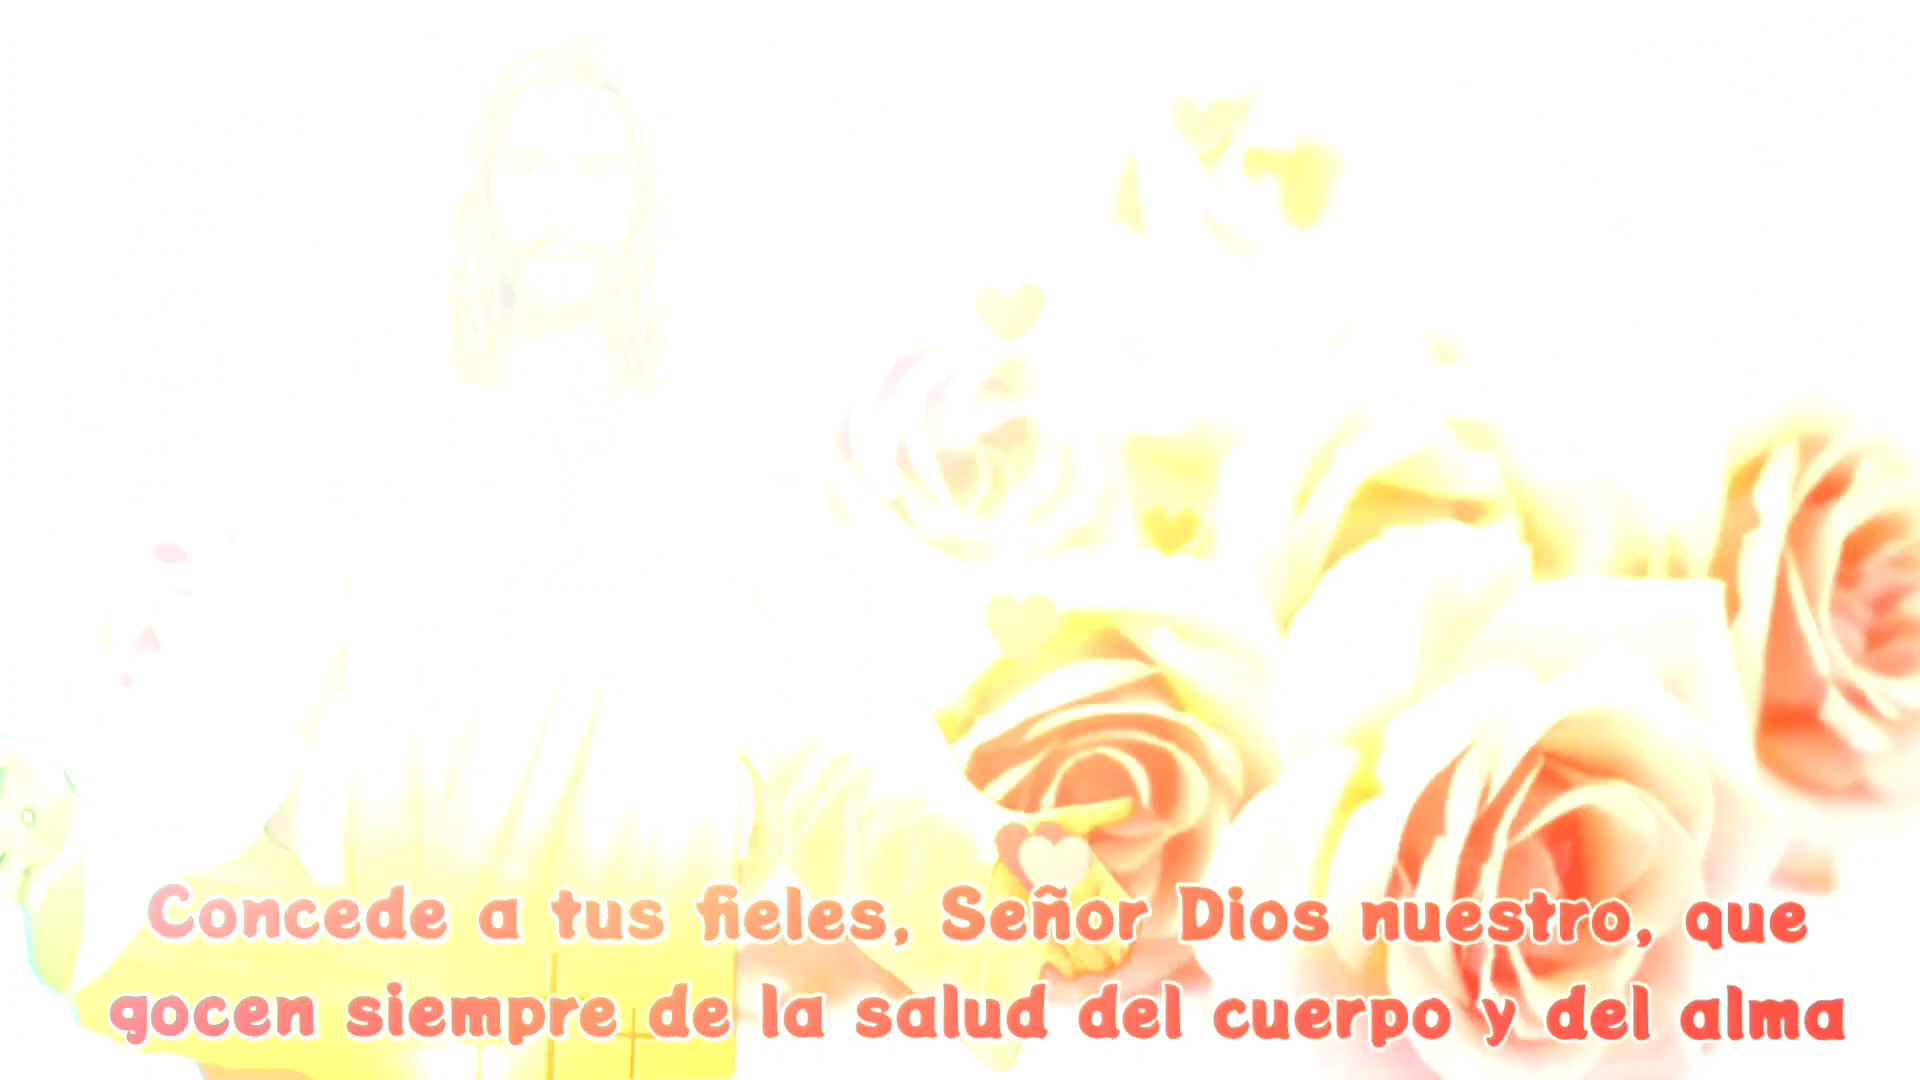 Concede a tus fieles, Señor Dios nuestro, que
gocen siempre de la salud del cuerpo y del alma